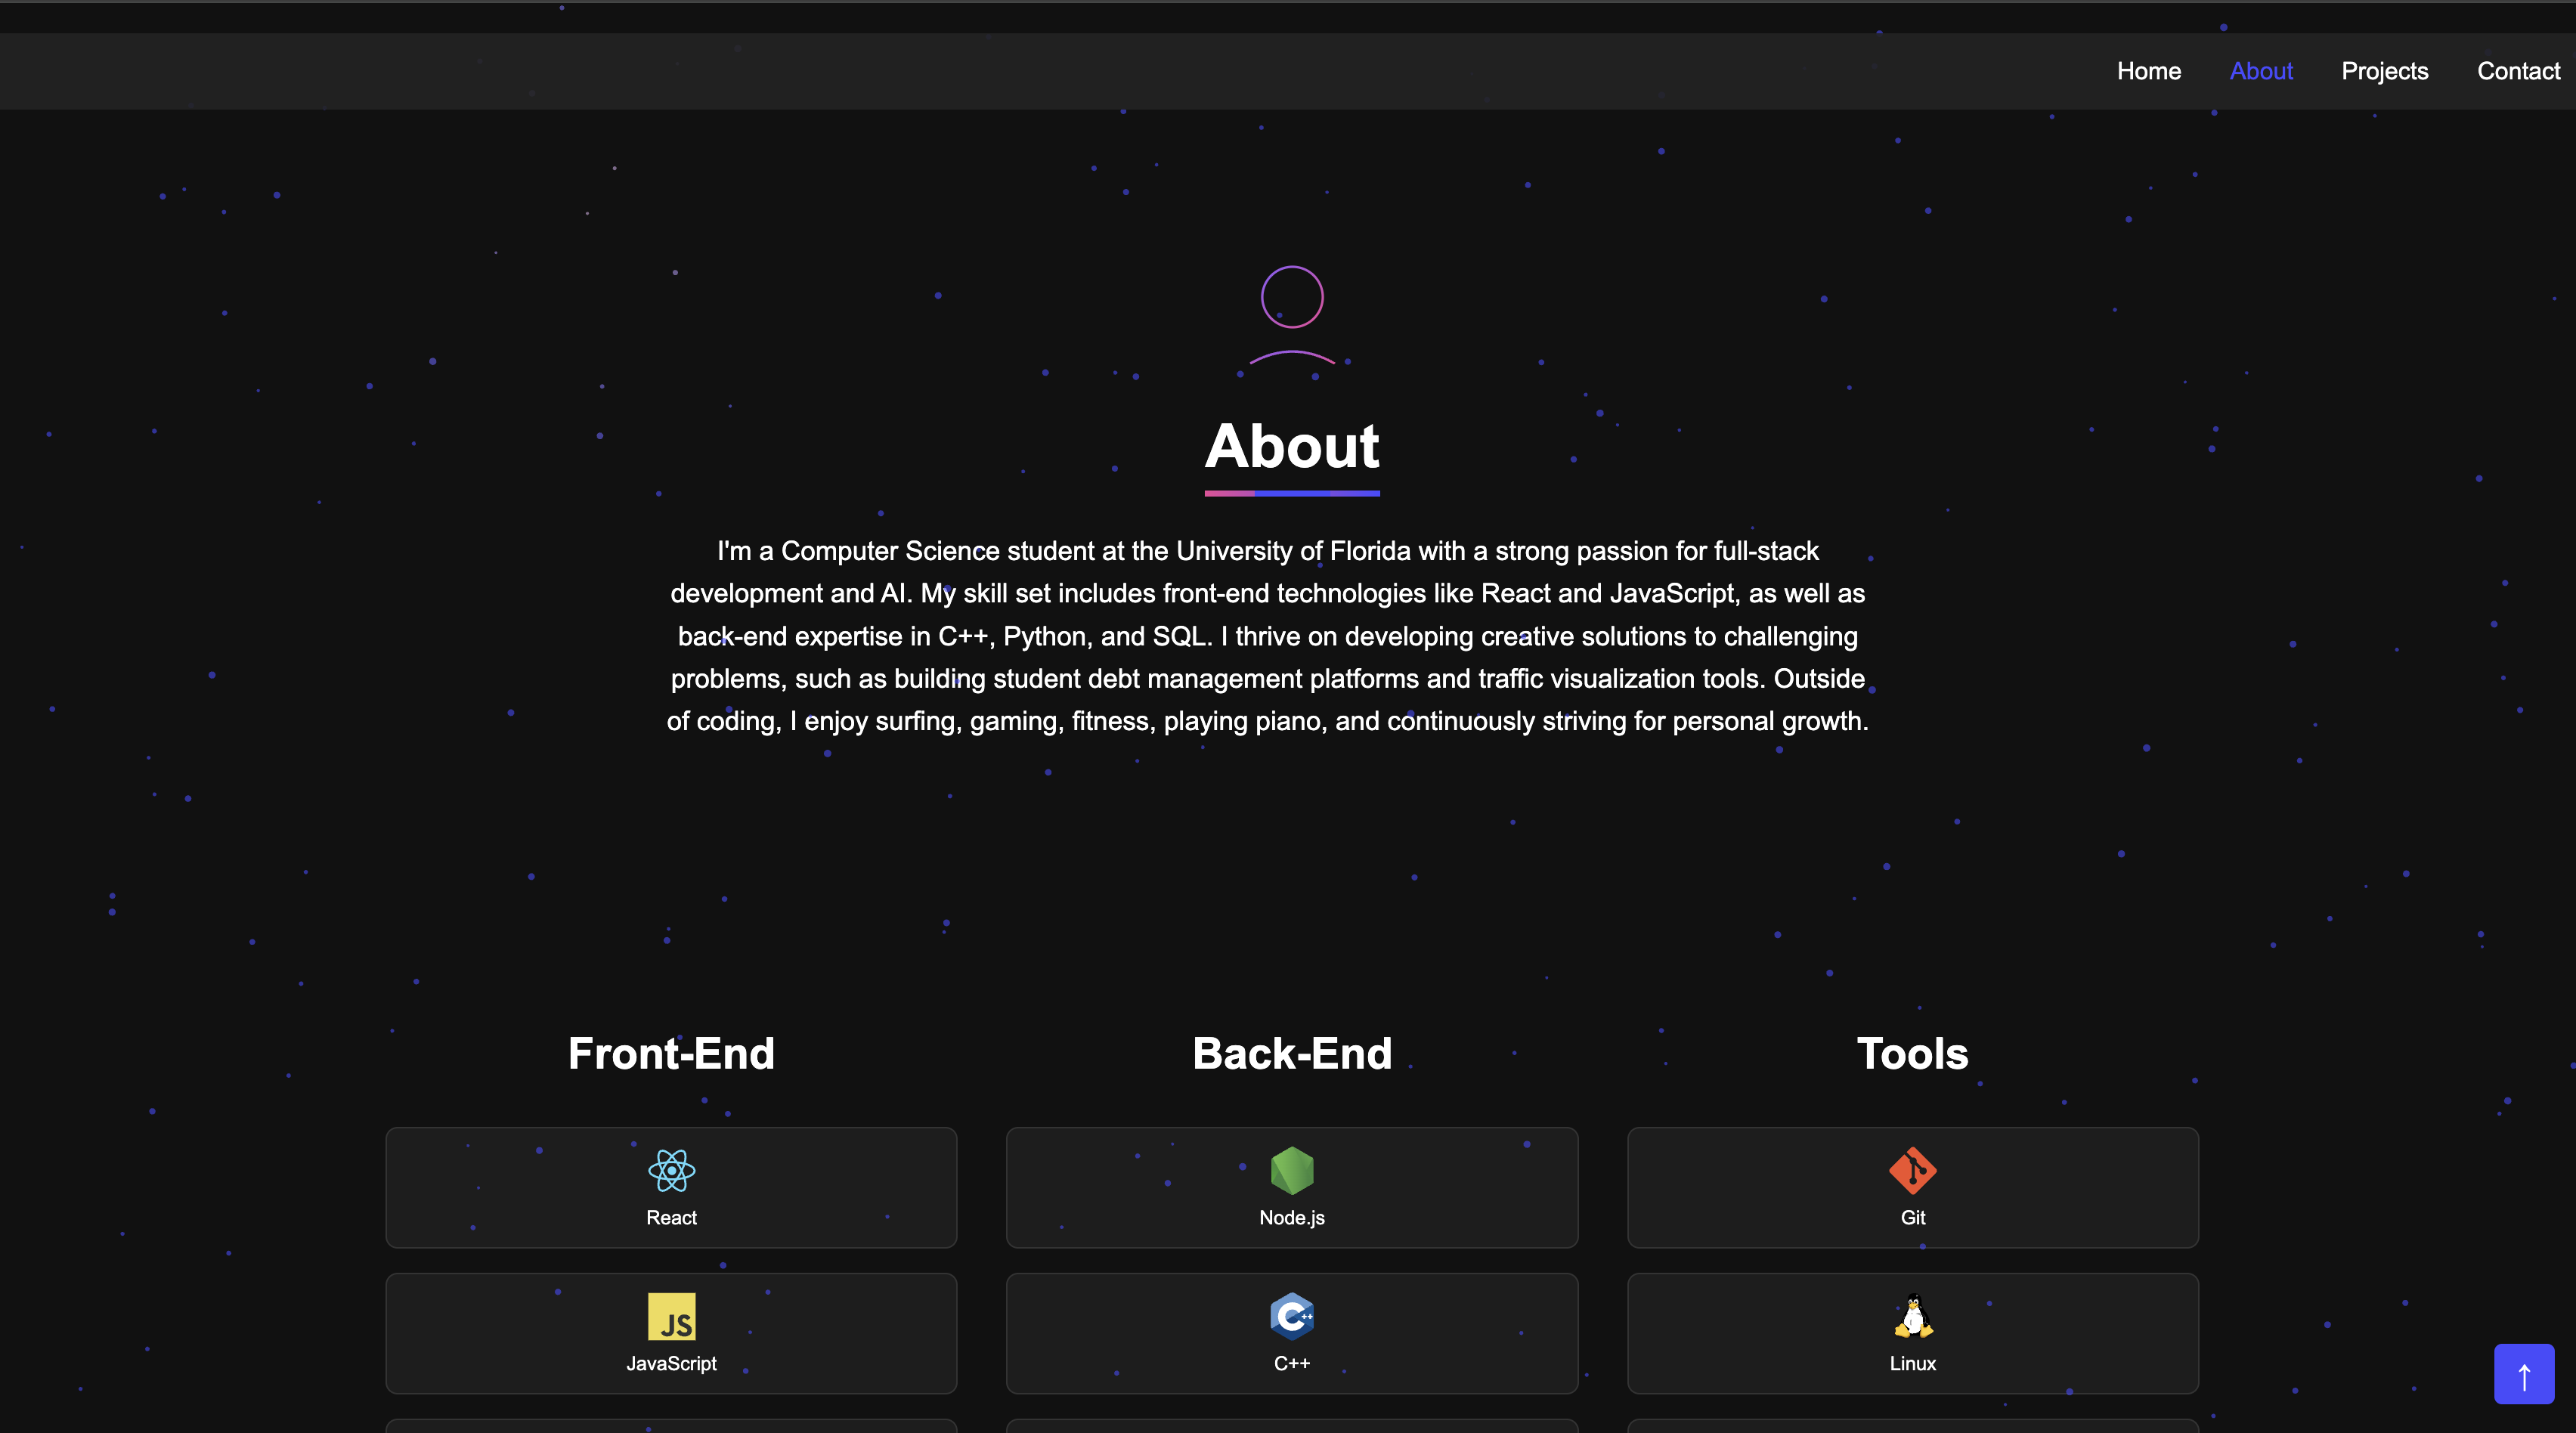 Home About Projects Contact
About
I'm a Computer Science student at the University of Florida with a strong passion for full-stack
development and AI. My skill set includes front-end technologies like React and JavaScript, as well as
back-end expertise in C++, Python, and SQL. I thrive on developing creative solutions to challenging
problems, such as building student debt management platforms and traffic visualization tools. Outside
of coding, I enjoy surfing, gaming, fitness, playing piano, and continuously striving for personal growth.
Front-End
Back-End
Tools
React
Node.js
Git
JS
JavaScript
C++
C++
Linux
↑